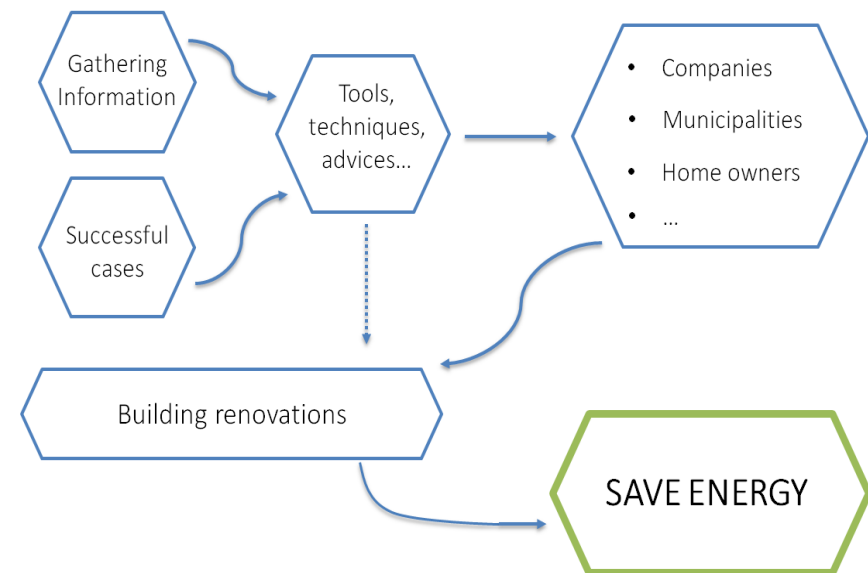 Gathering
Information
Tools,
techniques,
advices...
• Companies
• Municipalities
• Home owners
• ...
Successful
cases
Building renovations
SAVE ENERGY